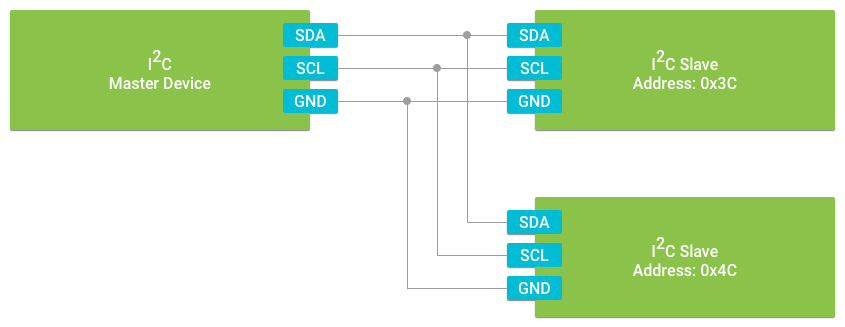 I²C
Master Device
SDA
SCL
GND
SDA
SCL
GND
I²C Slave
Address: 0x3C
SDA
SCL
GND
I²C Slave
Address: 0x4C